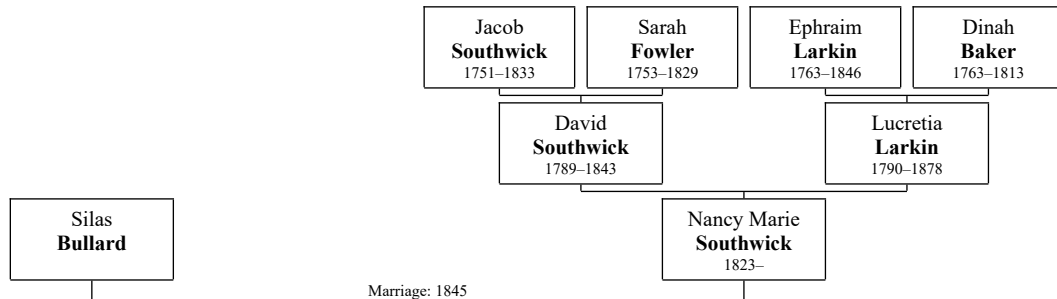 Jacob
Southwick
1751–1833
Sarah
Fowler
1753–1829
Ephraim
Larkin
1763–1846
Dinah
Baker
1763–1813
David
Southwick
1789–1843
Lucretia
Larkin
1790–1878
Silas
Bullard
Nancy Marie
Southwick
1823–
Marriage: 1845